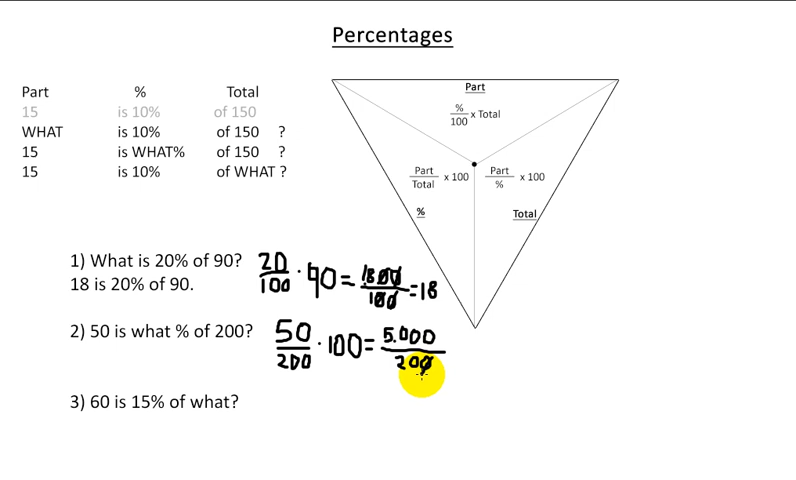 Percentages
Part % Total
15 is 10% of 150
WHAT is 10% of 150 ?
15 is WHAT% of 150 ?
15 is 10% of WHAT ?
Part
%
100 x Total
Part
Total x 100
%
Part
% x 100
Total
1) What is 20% of 90? 20/100 · 90 = 1800/100 = 18
18 is 20% of 90.
2) 50 is what % of 200? 50/200 · 100 = 5.000/200
3) 60 is 15% of what?